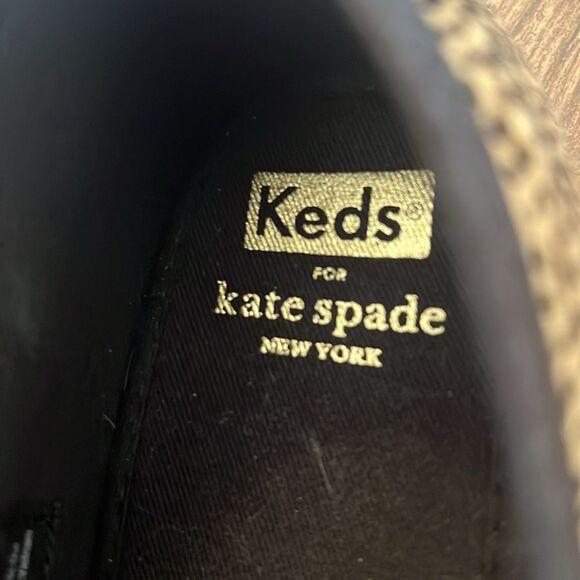 Keds®
FOR
kate spade
NEW YORK